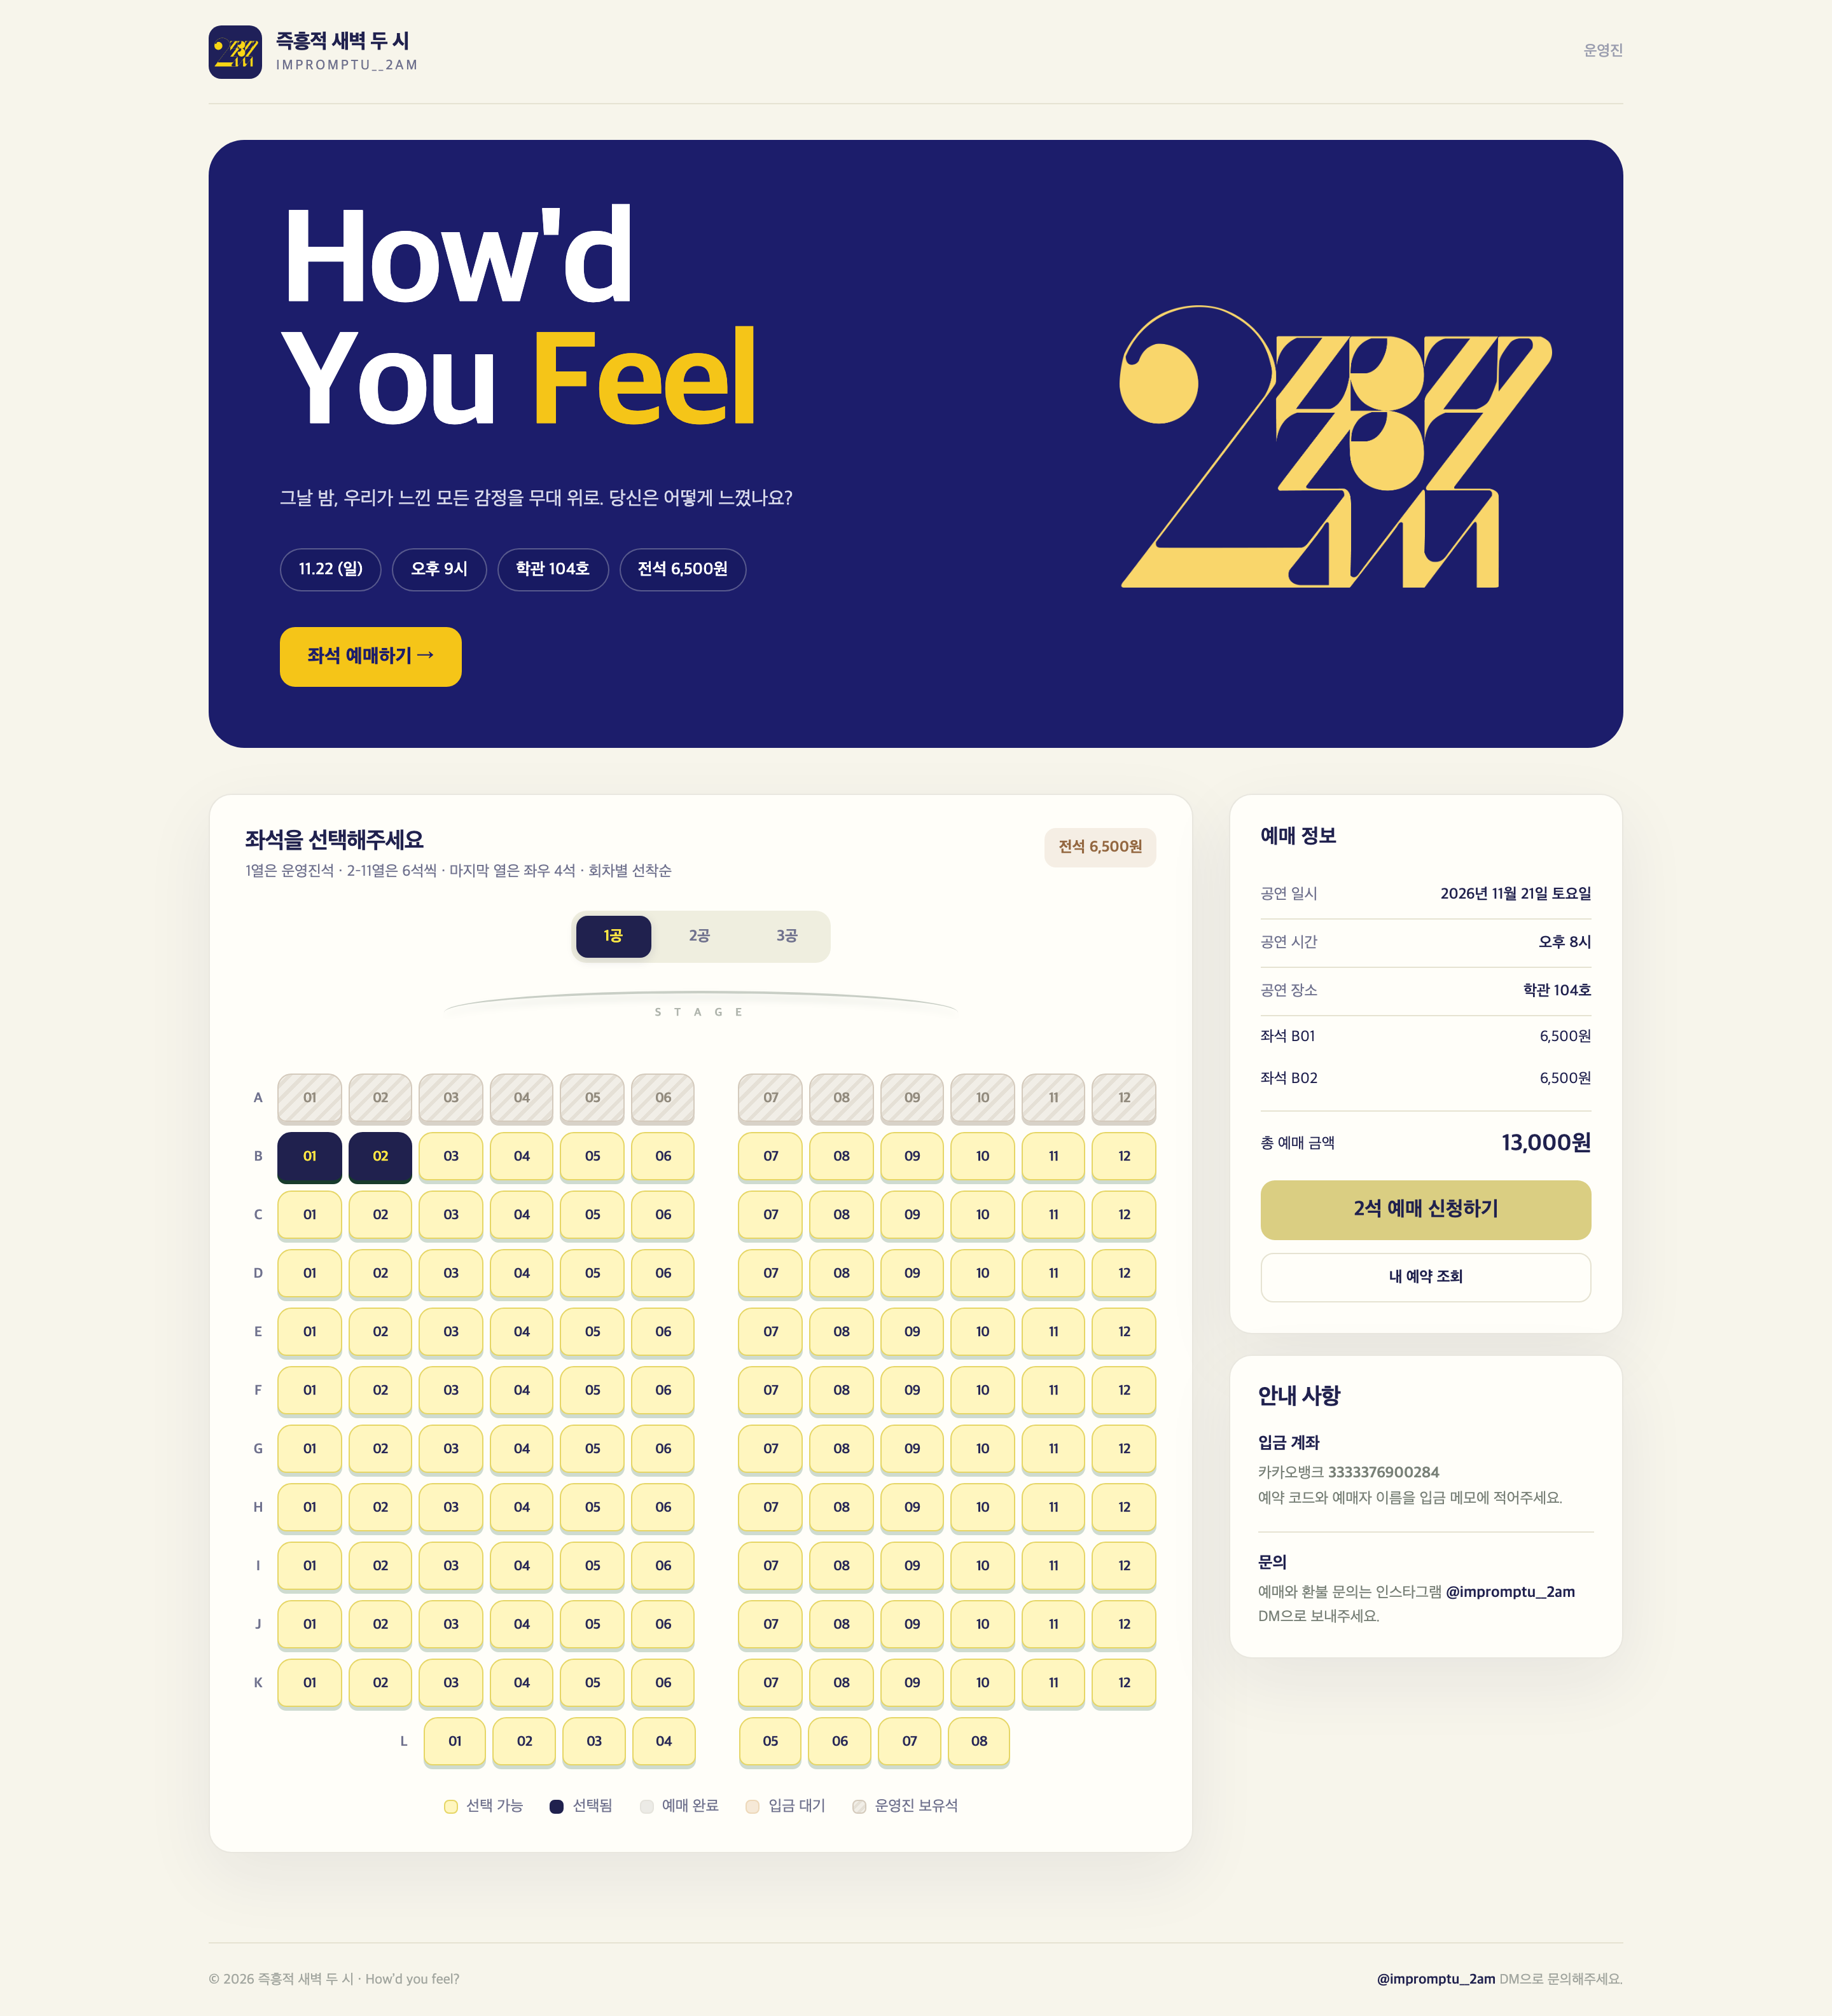 즉흥적 새벽 두 시
IMPROMPTU__2AM
운영진
How'd
You Feel
그날 밤, 우리가 느낀 모든 감정을 무대 위로. 당신은 어떻게 느꼈나요?
11.22 (일) 오후 9시 학관 104호 전석 6,500원
좌석 예매하기 →
좌석을 선택해주세요
1열은 운영진석 · 2-11열은 6석씩 · 마지막 열은 좌우 4석 · 회차별 선착순
전석 6,500원
1공 2공 3공
STAGE
A 01 02 03 04 05 06 07 08 09 10 11 12
B 01 02 03 04 05 06 07 08 09 10 11 12
C 01 02 03 04 05 06 07 08 09 10 11 12
D 01 02 03 04 05 06 07 08 09 10 11 12
E 01 02 03 04 05 06 07 08 09 10 11 12
F 01 02 03 04 05 06 07 08 09 10 11 12
G 01 02 03 04 05 06 07 08 09 10 11 12
H 01 02 03 04 05 06 07 08 09 10 11 12
I 01 02 03 04 05 06 07 08 09 10 11 12
J 01 02 03 04 05 06 07 08 09 10 11 12
K 01 02 03 04 05 06 07 08 09 10 11 12
L 01 02 03 04 05 06 07 08
선택 가능 선택됨 예매 완료 입금 대기 운영진 보유석
예매 정보
공연 일시 2026년 11월 21일 토요일
공연 시간 오후 8시
공연 장소 학관 104호
좌석 B01 6,500원
좌석 B02 6,500원
총 예매 금액 13,000원
2석 예매 신청하기
내 예약 조회
안내 사항
입금 계좌
카카오뱅크 3333376900284
예약 코드와 예매자 이름을 입금 메모에 적어주세요.
문의
예매와 환불 문의는 인스타그램 @impromptu__2am
DM으로 보내주세요.
© 2026 즉흥적 새벽 두 시 · How'd you feel?
@impromptu__2am DM으로 문의해주세요.